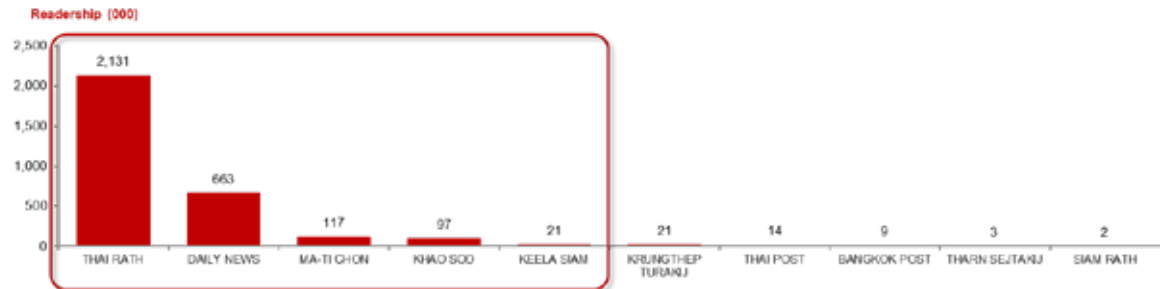 Readership (000)
2,500
2,000
1,500
1,000
500
0
2,131
663
117
97
21
21
14
9
3
2
THAI RATH
DAILY NEWS
MA-TI CHON
KHAO SOD
KEELA SIAM
KRUNGTHEP
TURAKIJ
THAI POST
BANGKOK POST
THARN SEJTAKIJ
SIAM RATH